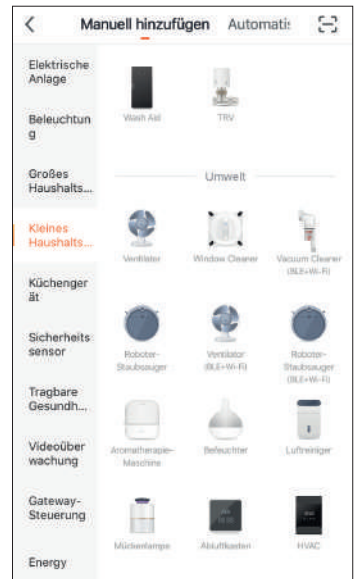 Manuell hinzufügen Automatis
Elektrische
Anlage
Beleuchtun
g
Großes
Haushalts...
Kleines
Haushalts...
Küchenger
ät
Sicherheits
sensor
Tragbare
Gesundh...
Videoüber
wachung
Gateway-
Steuerung
Energy
Wash Aid
TRV
Umwelt
Ventilator
Window Cleaner
Vacuum Cleaner
(BLE+Wi-Fi)
Roboter-
Staubsauger
Ventilator
(BLE+Wi-Fi)
Roboter-
Staubsauger
(BLE+Wi-Fi)
Aromatherapie-
Maschine
Befeuchter
Luftreiniger
Mückenlampe
Abluftkasten
HVAC